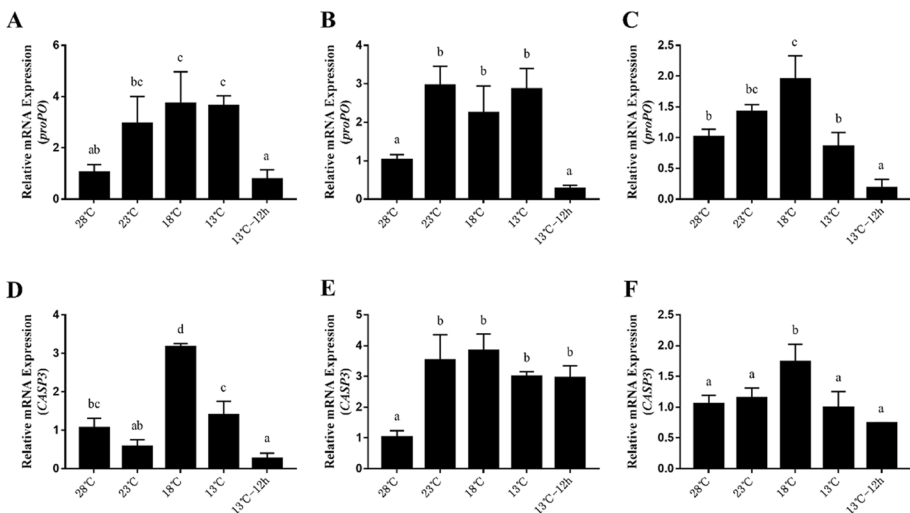 A
Relative mRNA Expression
(proPO)
6
4
2
0
ab
bc
c
c
a
28℃
23℃
18℃
13℃
13℃-12h
B
Relative mRNA Expression
(proPO)
4
3
2
1
0
a
b
b
b
a
28℃
23℃
18℃
13℃
13℃-12h
C
Relative mRNA Expression
(proPO)
2.5
2.0
1.5
1.0
0.5
0.0
b
bc
c
b
a
28℃
23℃
18℃
13℃
13℃-12h
D
Relative mRNA Expression
(CASP3)
4
3
2
1
0
bc
ab
d
c
a
28℃
23℃
18℃
13℃
13℃-12h
E
Relative mRNA Expression
(CASP3)
5
4
3
2
1
0
a
b
b
b
b
28℃
23℃
18℃
13℃
13℃-12h
F
Relative mRNA Expression
(CASP3)
2.5
2.0
1.5
1.0
0.5
0.0
a
a
b
a
a
28℃
23℃
18℃
13℃
13℃-12h